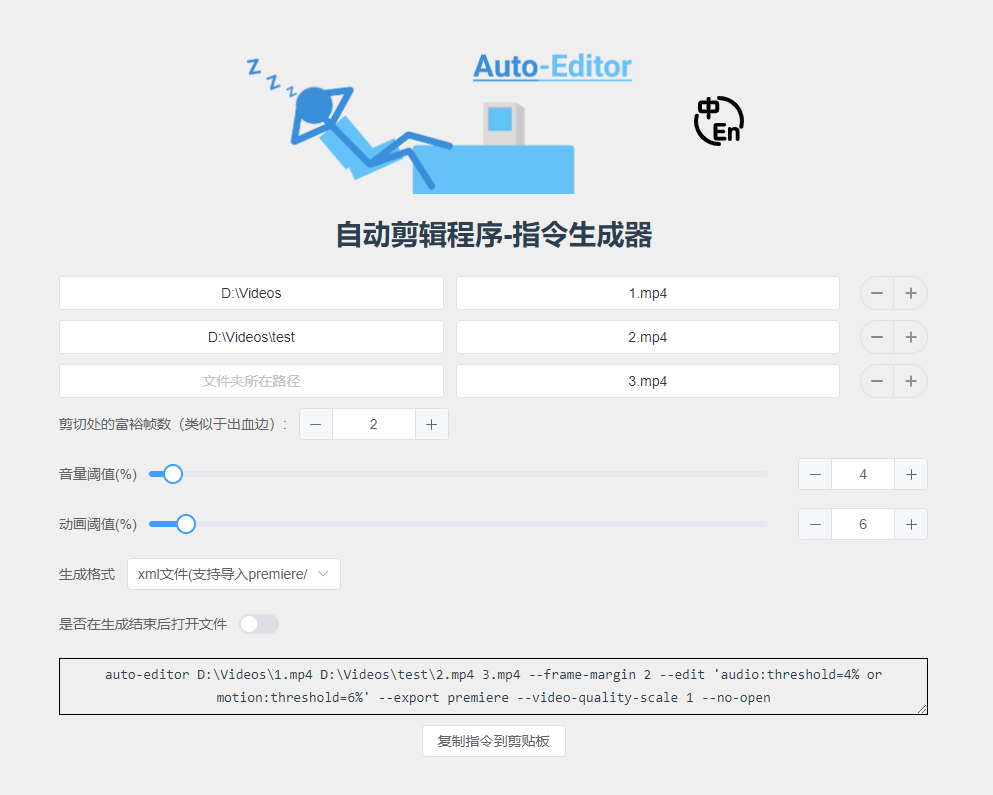 z
z
z
Auto-Editor
中
En
自动剪辑程序-指令生成器
D:\Videos
1.mp4
D:\Videos\test
2.mp4
文件夹所在路径
3.mp4
剪切处的富裕帧数（类似于出血边）:
2
音量阈值(%)
4
动画阈值(%)
6
生成格式
xml文件(支持导入premiere/
是否在生成结束后打开文件
auto-editor D:\Videos\1.mp4 D:\Videos\test\2.mp4 3.mp4 --frame-margin 2 --edit 'audio:threshold=4% or
motion:threshold=6%' --export premiere --video-quality-scale 1 --no-open
复制指令到剪贴板